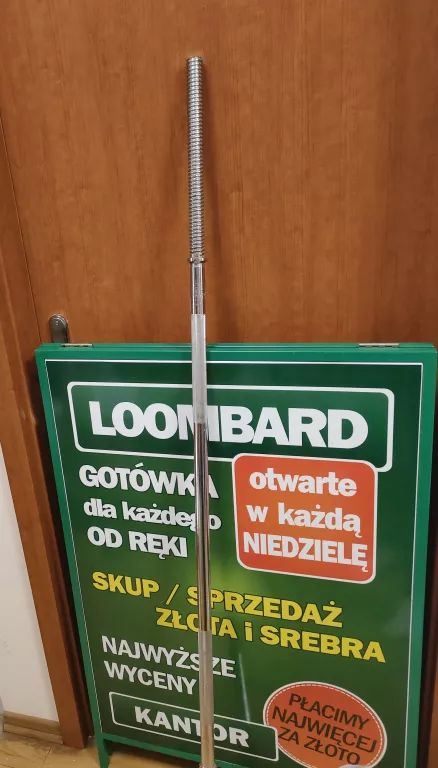 LOOMBARD
GOTÓWKA
dla każdego
OD RĘKI
otwarte
w każdą
NIEDZIELĘ
SKUP / SPRZEDAŻ
ZŁOTA i SREBRA
NAJWYŻSZE
WYCENY
KANTOR
PŁACIMY
NAJWIĘCEJ
ZA ZŁOTO